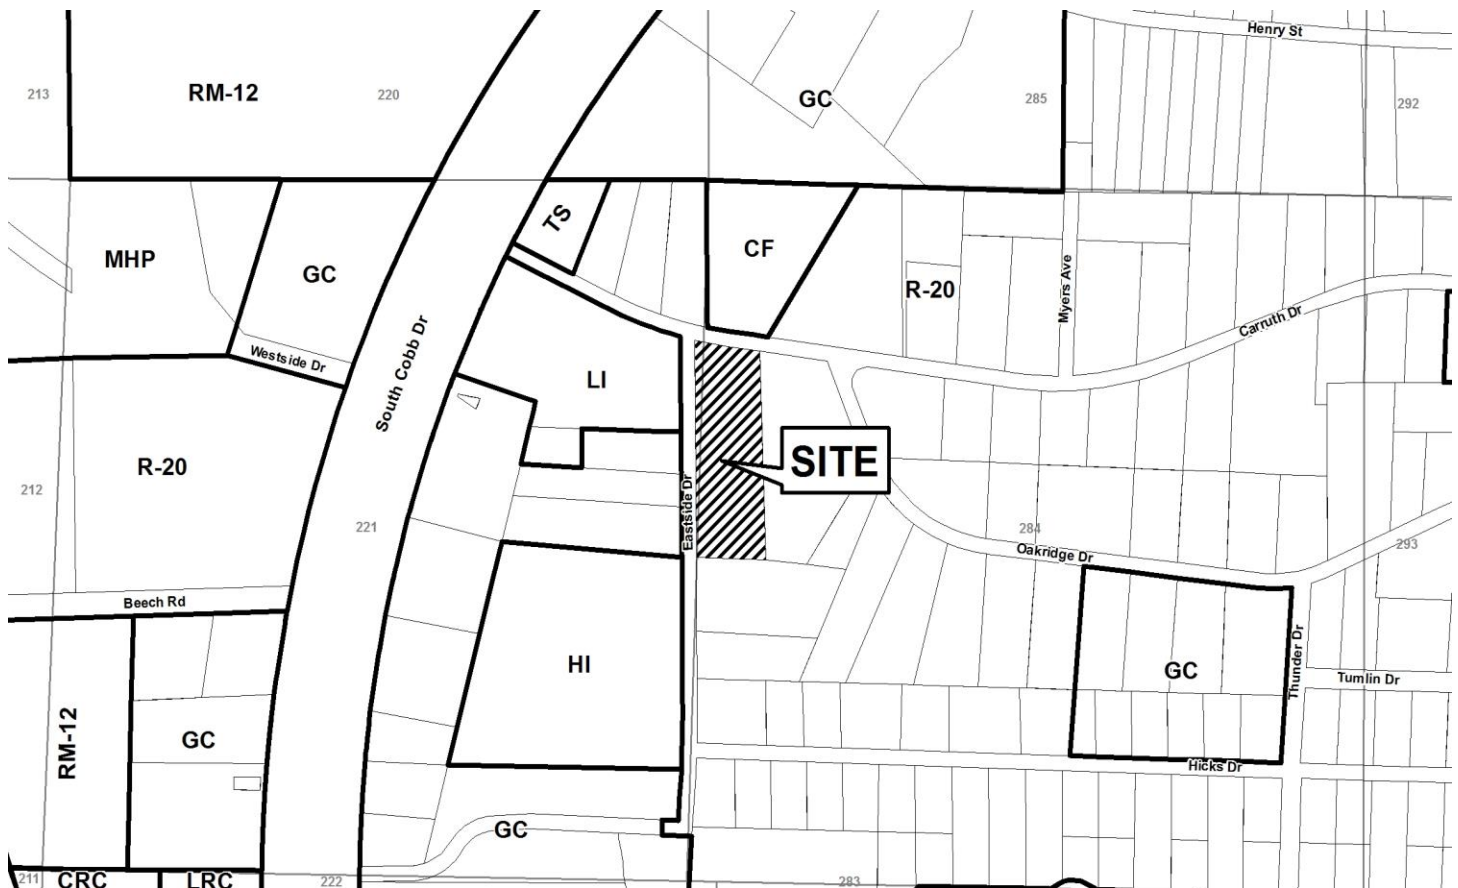 Henry St
213
RM-12
220
GC
285
292
TS
MHP
GC
CF
R-20
Myers Ave
Carruth Dr
Westside Dr
South Cobb Dr
LI
R-20
SITE
212
221
Eastside Dr
284
293
Oakridge Dr
Beech Rd
HI
GC
Thunder Dr
Tumlin Dr
RM-12
GC
Hicks Dr
GC
211
CRC
LRC
222
283